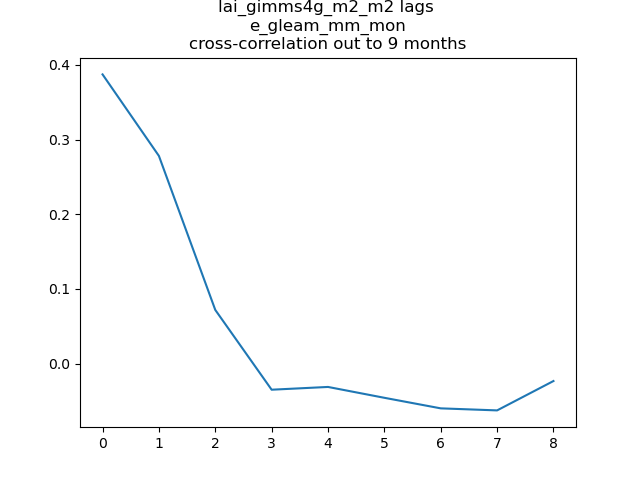 lai_gimms4g_m2_m2 lags
e_gleam_mm_mon
cross-correlation out to 9 months
0.4
0.3
0.2
0.1
0.0
0 1 2 3 4 5 6 7 8